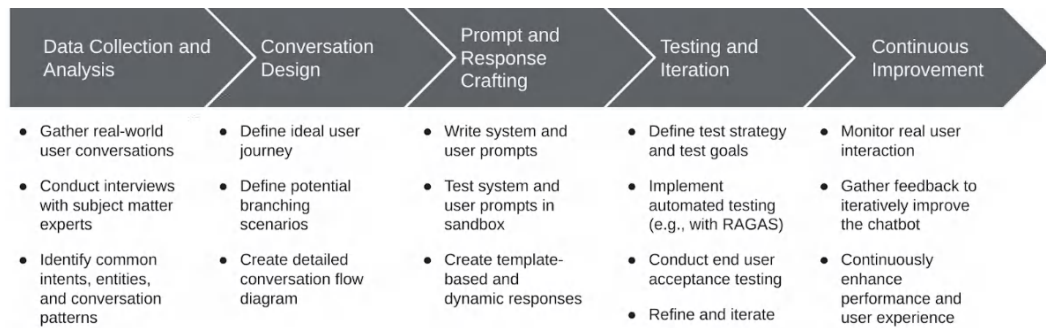 Data Collection and
Analysis
Conversation
Design
Prompt and
Response
Crafting
Testing and
Iteration
Continuous
Improvement
● Gather real-world
user conversations
● Conduct interviews
with subject matter
experts
● Identify common
intents, entities,
and conversation
patterns
● Define ideal user
journey
● Define potential
branching
scenarios
● Create detailed
conversation flow
diagram
● Write system and
user prompts
● Test system and
user prompts in
sandbox
● Create template-
based and
dynamic responses
● Define test strategy
and test goals
● Implement
automated testing
(e.g., with RAGAS)
● Conduct end user
acceptance testing
● Refine and iterate
● Monitor real user
interaction
● Gather feedback to
iteratively improve
the chatbot
● Continuously
enhance
performance and
user experience